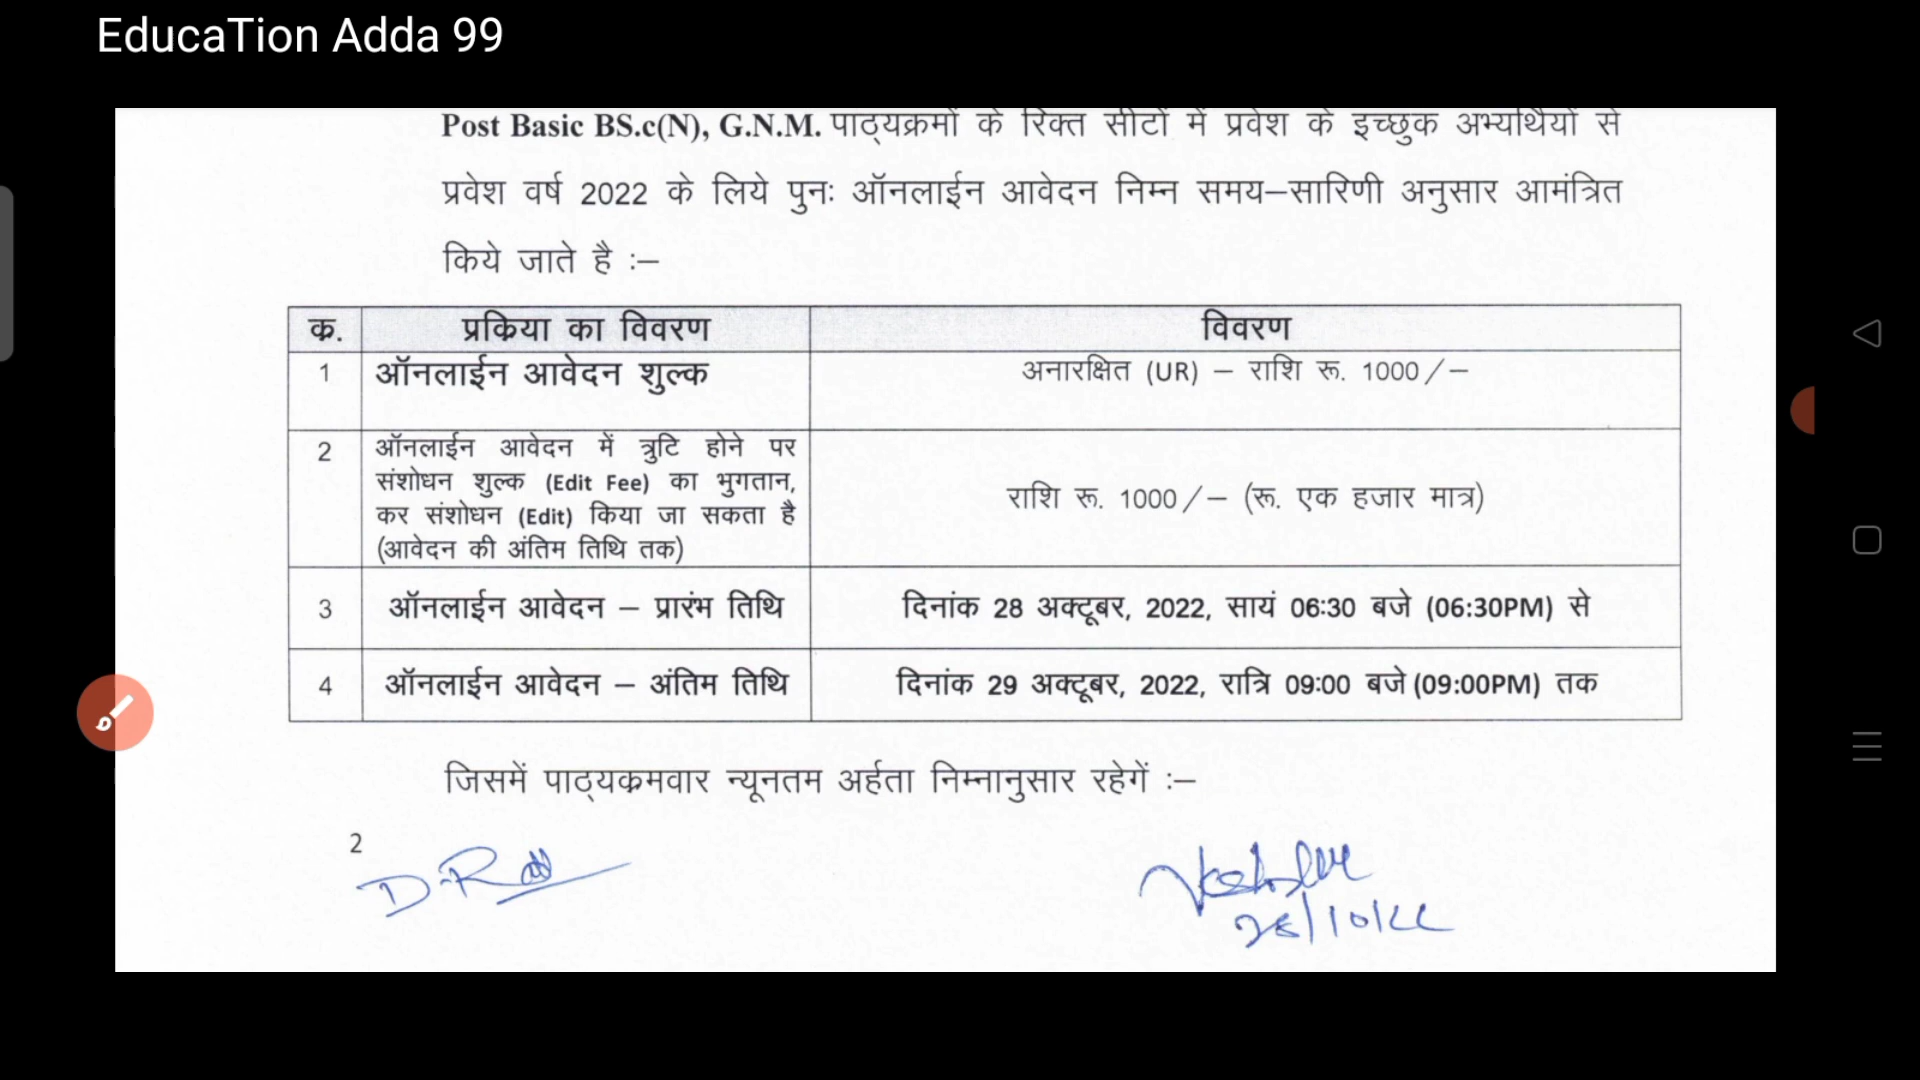 EducaTion Adda 99
Post Basic BS.c(N), G.N.M. पाठ्यक्रमों के रिक्त सीटों में प्रवेश के इच्छुक अभ्यर्थियों से
प्रवेश वर्ष 2022 के लिये पुनः ऑनलाईन आवेदन निम्न समय–सारिणी अनुसार आमंत्रित
किये जाते है :–
क्र. प्रक्रिया का विवरण विवरण
1 ऑनलाईन आवेदन शुल्क अनारक्षित (UR) – राशि रू. 1000/–
2 ऑनलाईन आवेदन में त्रुटि होने पर
संशोधन शुल्क (Edit Fee) का भुगतान,
कर संशोधन (Edit) किया जा सकता है
(आवेदन की अंतिम तिथि तक)
राशि रू. 1000/– (रू. एक हजार मात्र)
3 ऑनलाईन आवेदन – प्रारंभ तिथि दिनांक 28 अक्टूबर, 2022, सायं 06:30 बजे (06:30PM) से
4 ऑनलाईन आवेदन – अंतिम तिथि दिनांक 29 अक्टूबर, 2022, रात्रि 09:00 बजे (09:00PM) तक
जिसमें पाठ्यक्रमवार न्यूनतम अर्हता निम्नानुसार रहेगें :–
2